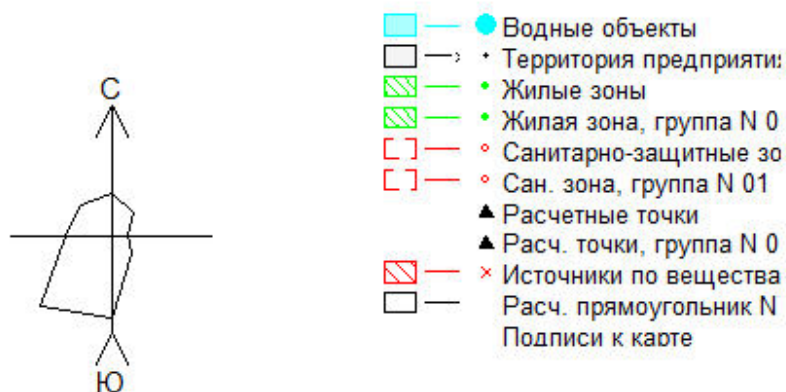 С
Ю
Водные объекты
Территория предприяти
Жилые зоны
Жилая зона, группа N 0
Санитарно-защитные зо
Сан. зона, группа N 01
Расчетные точки
Расч. точки, группа N 0
Источники по вещества
Расч. прямоугольник N
Подписи к карте